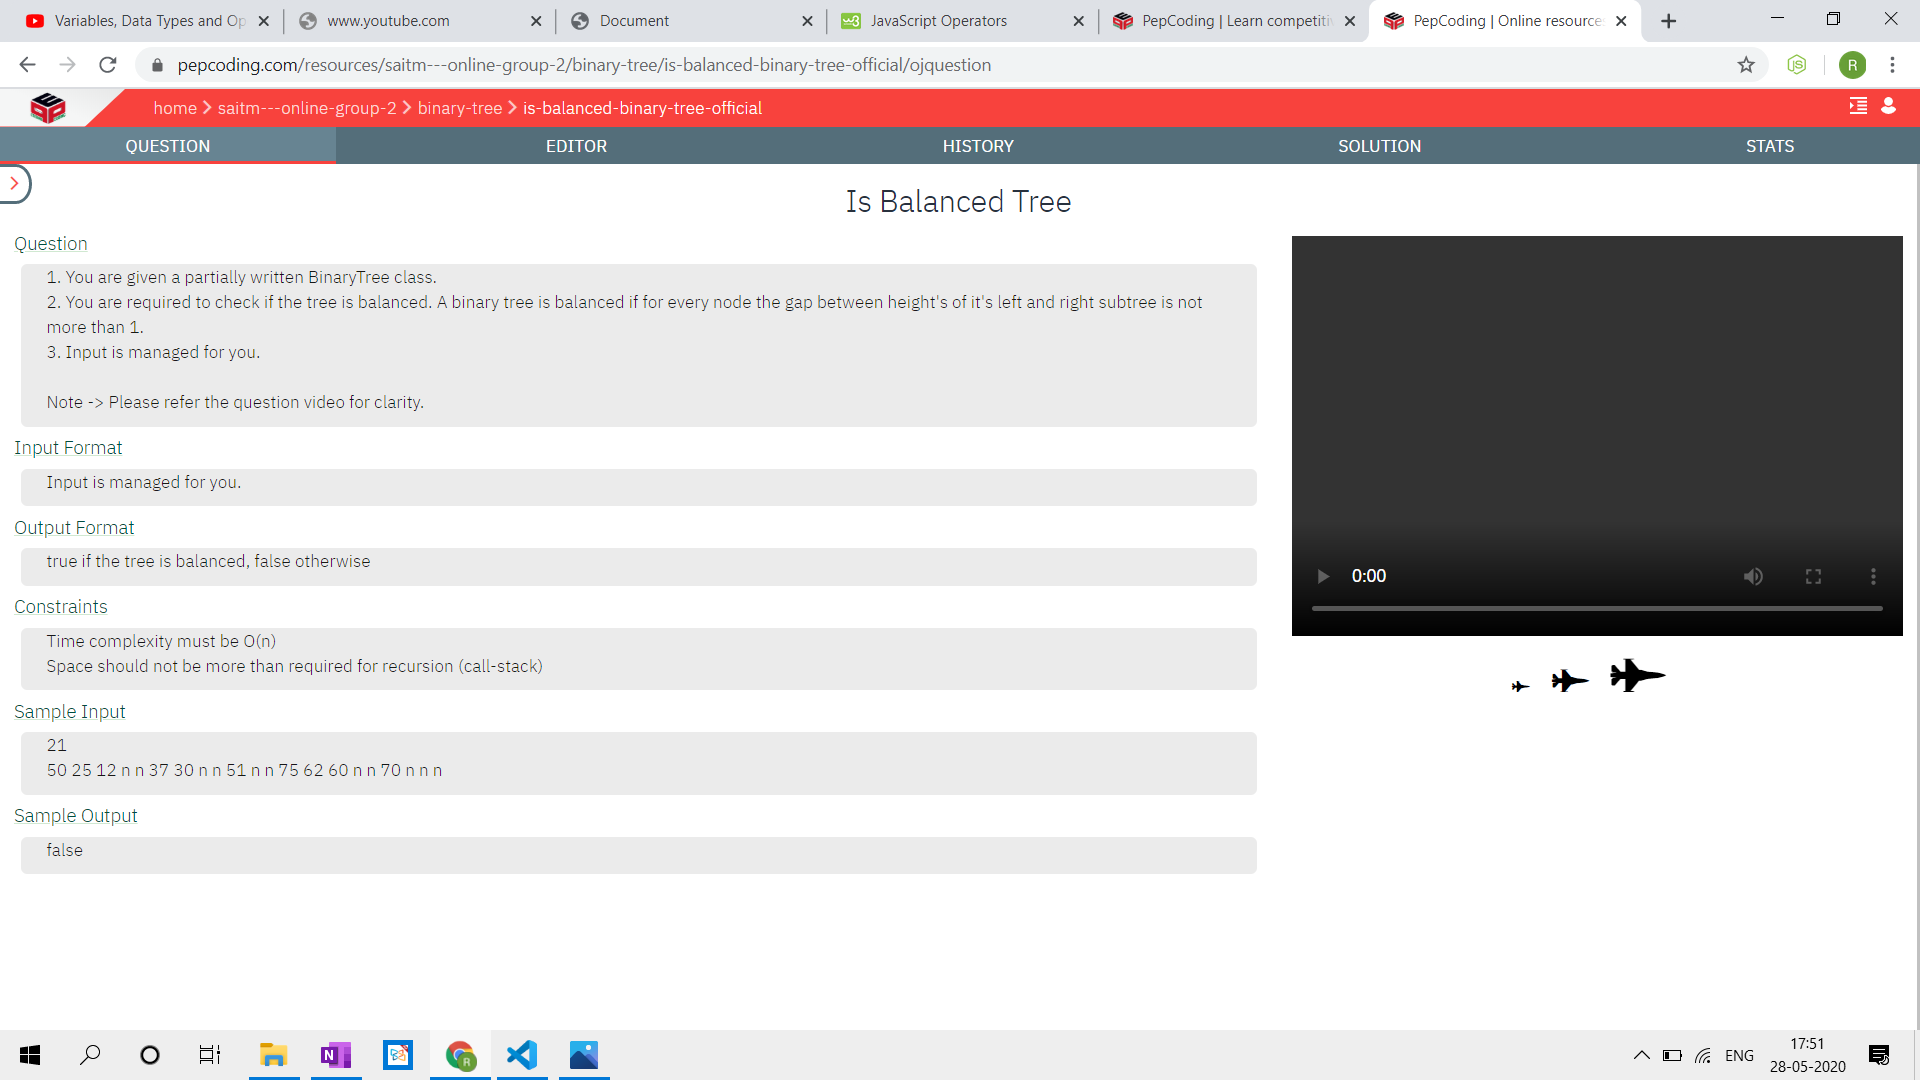 Variables, Data Types and Op
www.youtube.com
Document
JavaScript Operators
PepCoding | Learn competiti
PepCoding | Online resource
pepcoding.com/resources/saitm---online-group-2/binary-tree/is-balanced-binary-tree-official/ojquestion
R
home > saitm---online-group-2 > binary-tree > is-balanced-binary-tree-official
QUESTION
EDITOR
HISTORY
SOLUTION
STATS
Is Balanced Tree
Question
1. You are given a partially written BinaryTree class.
2. You are required to check if the tree is balanced. A binary tree is balanced if for every node the gap between height's of it's left and right subtree is not
more than 1.
3. Input is managed for you.
Note -> Please refer the question video for clarity.
Input Format
Input is managed for you.
Output Format
true if the tree is balanced, false otherwise
Constraints
Time complexity must be O(n)
Space should not be more than required for recursion (call-stack)
Sample Input
21
50 25 12 n n 37 30 n n 51 n n 75 62 60 n n 70 n n n
Sample Output
false
0:00
ENG
17:51
28-05-2020